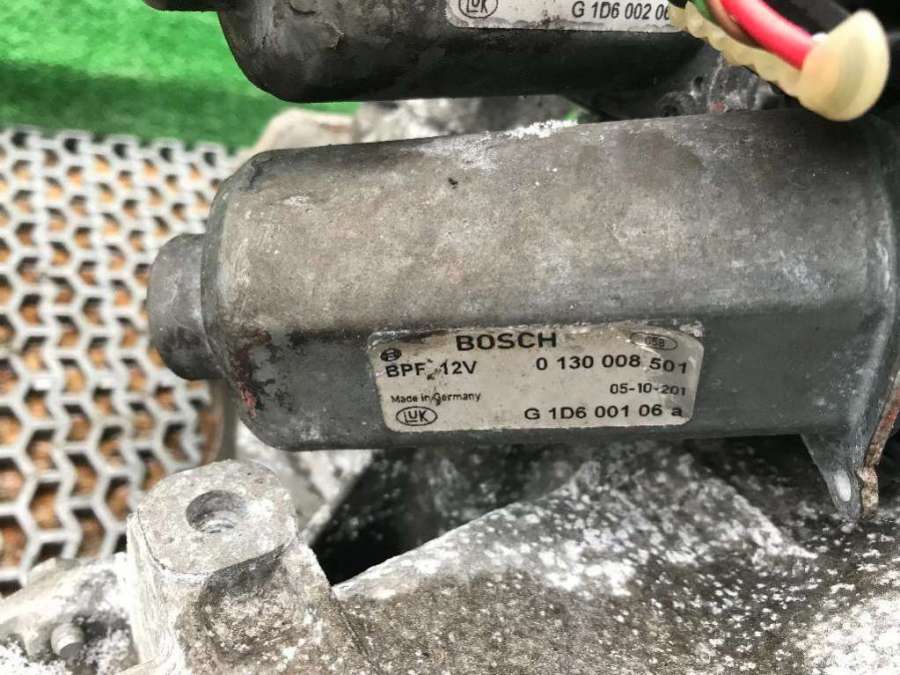 LUK
G 1D6 002 06
BOSCH
BPF 12V 0 130 008 501
05-10-201
Made in Germany
LUK G 1D6 001 06 a